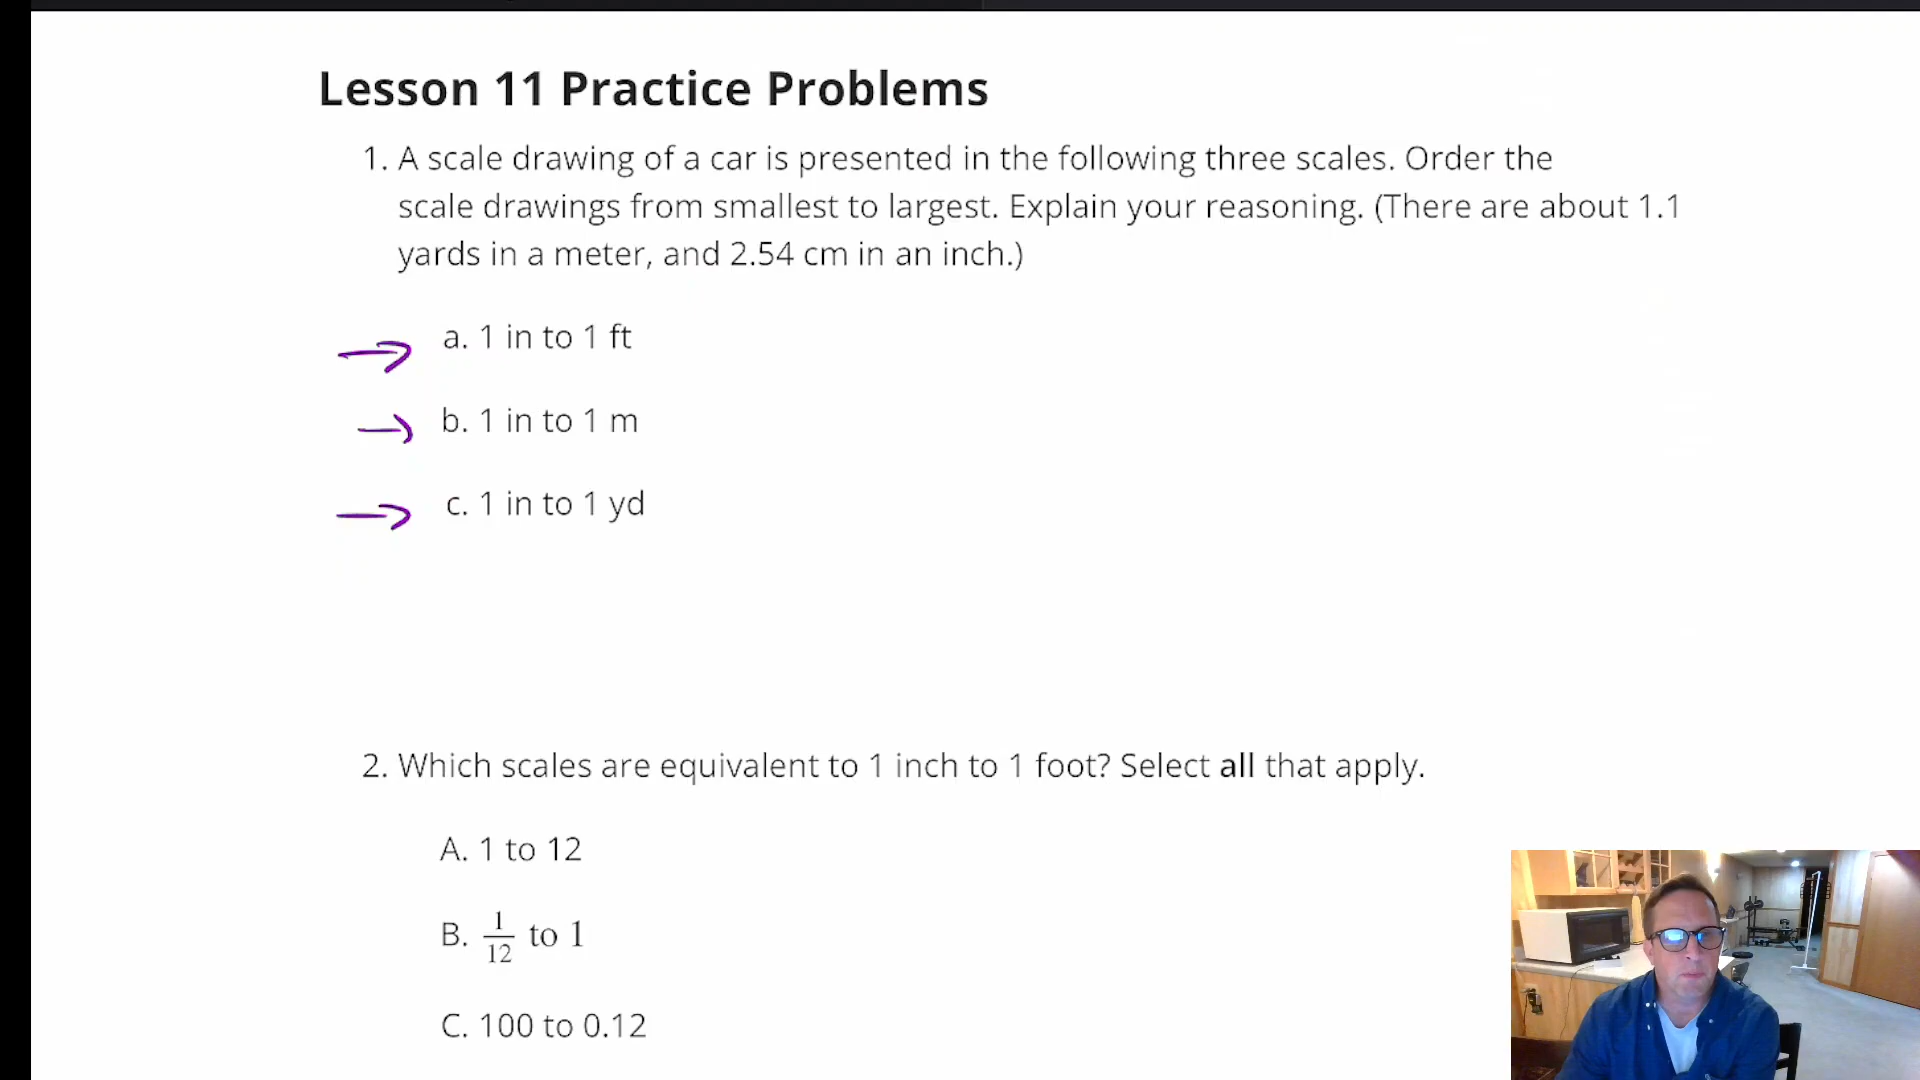 Lesson 11 Practice Problems
1. A scale drawing of a car is presented in the following three scales. Order the
scale drawings from smallest to largest. Explain your reasoning. (There are about 1.1
yards in a meter, and 2.54 cm in an inch.)
a. 1 in to 1 ft
b. 1 in to 1 m
c. 1 in to 1 yd
2. Which scales are equivalent to 1 inch to 1 foot? Select all that apply.
A. 1 to 12
B. 1/12 to 1
C. 100 to 0.12